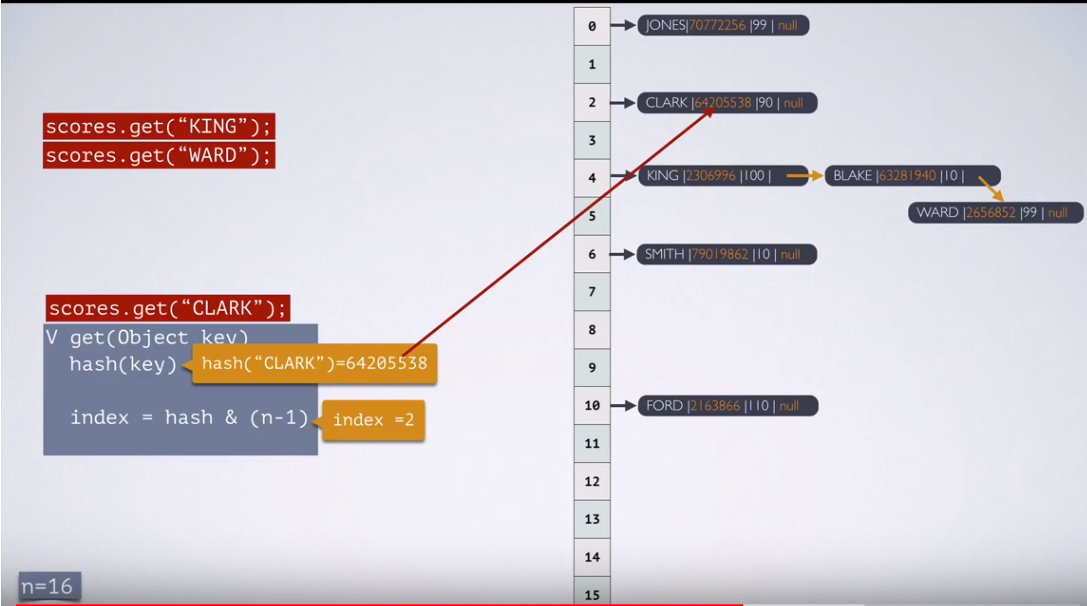 0 JONES|70772256 |99 | null
1
2 CLARK |64205538 |90 | null
scores.get(“KING”);
scores.get(“WARD”);
3
4 KING |2306996 |100 | BLAKE |63281940 |10 |
5 WARD |2656852 |99 | null
6 SMITH |79019862 |10 | null
7
scores.get(“CLARK”);
V get(Object key)
hash(key) hash(“CLARK”)=64205538
index = hash & (n-1) index =2
8
9
10 FORD |2163866 |110 | null
11
12
13
14
15
n=16